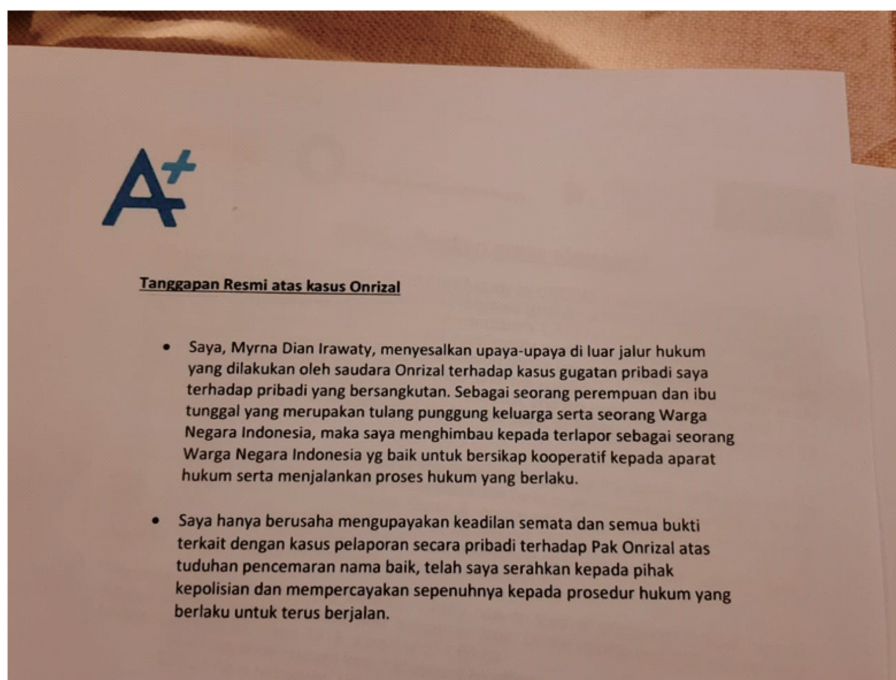 A+
Tanggapan Resmi atas kasus Onrizal
• Saya, Myrna Dian Irawaty, menyesalkan upaya-upaya di luar jalur hukum
yang dilakukan oleh saudara Onrizal terhadap kasus gugatan pribadi saya
terhadap pribadi yang bersangkutan. Sebagai seorang perempuan dan ibu
tunggal yang merupakan tulang punggung keluarga serta seorang Warga
Negara Indonesia, maka saya menghimbau kepada terlapor sebagai seorang
Warga Negara Indonesia yg baik untuk bersikap kooperatif kepada aparat
hukum serta menjalankan proses hukum yang berlaku.
• Saya hanya berusaha mengupayakan keadilan semata dan semua bukti
terkait dengan kasus pelaporan secara pribadi terhadap Pak Onrizal atas
tuduhan pencemaran nama baik, telah saya serahkan kepada pihak
kepolisian dan mempercayakan sepenuhnya kepada prosedur hukum yang
berlaku untuk terus berjalan.